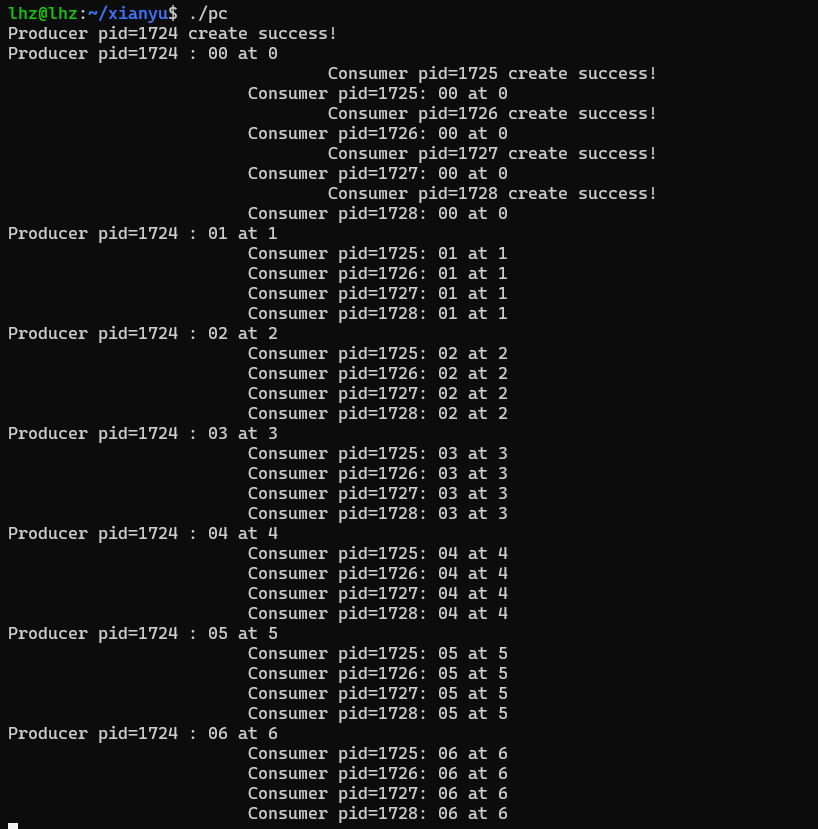 lhz@lhz:~/xianyu$ ./pc
Producer pid=1724 create success!
Producer pid=1724 : 00 at 0
Consumer pid=1725 create success!
Consumer pid=1725: 00 at 0
Consumer pid=1726 create success!
Consumer pid=1726: 00 at 0
Consumer pid=1727 create success!
Consumer pid=1727: 00 at 0
Consumer pid=1728 create success!
Consumer pid=1728: 00 at 0
Producer pid=1724 : 01 at 1
Consumer pid=1725: 01 at 1
Consumer pid=1726: 01 at 1
Consumer pid=1727: 01 at 1
Consumer pid=1728: 01 at 1
Producer pid=1724 : 02 at 2
Consumer pid=1725: 02 at 2
Consumer pid=1726: 02 at 2
Consumer pid=1727: 02 at 2
Consumer pid=1728: 02 at 2
Producer pid=1724 : 03 at 3
Consumer pid=1725: 03 at 3
Consumer pid=1726: 03 at 3
Consumer pid=1727: 03 at 3
Consumer pid=1728: 03 at 3
Producer pid=1724 : 04 at 4
Consumer pid=1725: 04 at 4
Consumer pid=1726: 04 at 4
Consumer pid=1727: 04 at 4
Consumer pid=1728: 04 at 4
Producer pid=1724 : 05 at 5
Consumer pid=1725: 05 at 5
Consumer pid=1726: 05 at 5
Consumer pid=1727: 05 at 5
Consumer pid=1728: 05 at 5
Producer pid=1724 : 06 at 6
Consumer pid=1725: 06 at 6
Consumer pid=1726: 06 at 6
Consumer pid=1727: 06 at 6
Consumer pid=1728: 06 at 6